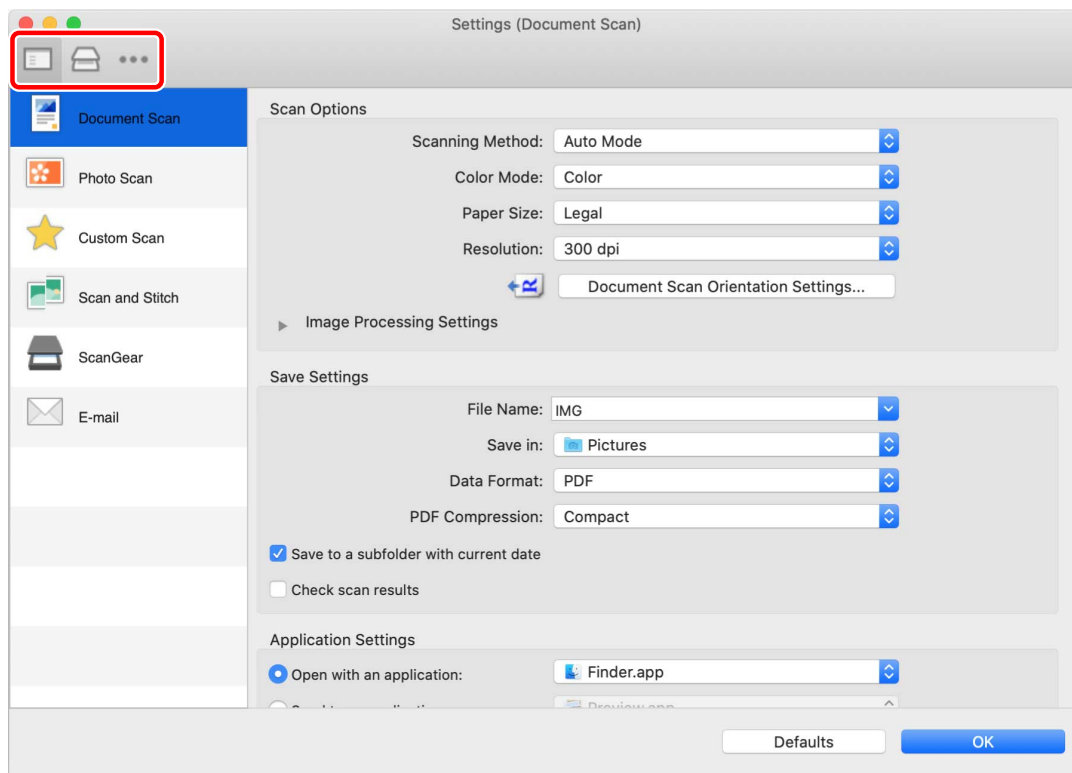 Settings (Document Scan)
Document Scan
Photo Scan
Custom Scan
Scan and Stitch
ScanGear
E-mail
Scan Options
Scanning Method: Auto Mode
Color Mode: Color
Paper Size: Legal
Resolution: 300 dpi
R
Document Scan Orientation Settings...
Image Processing Settings
Save Settings
File Name: IMG
Save in: Pictures
Data Format: PDF
PDF Compression: Compact
Save to a subfolder with current date
Check scan results
Application Settings
Open with an application: Finder.app
Defaults
OK